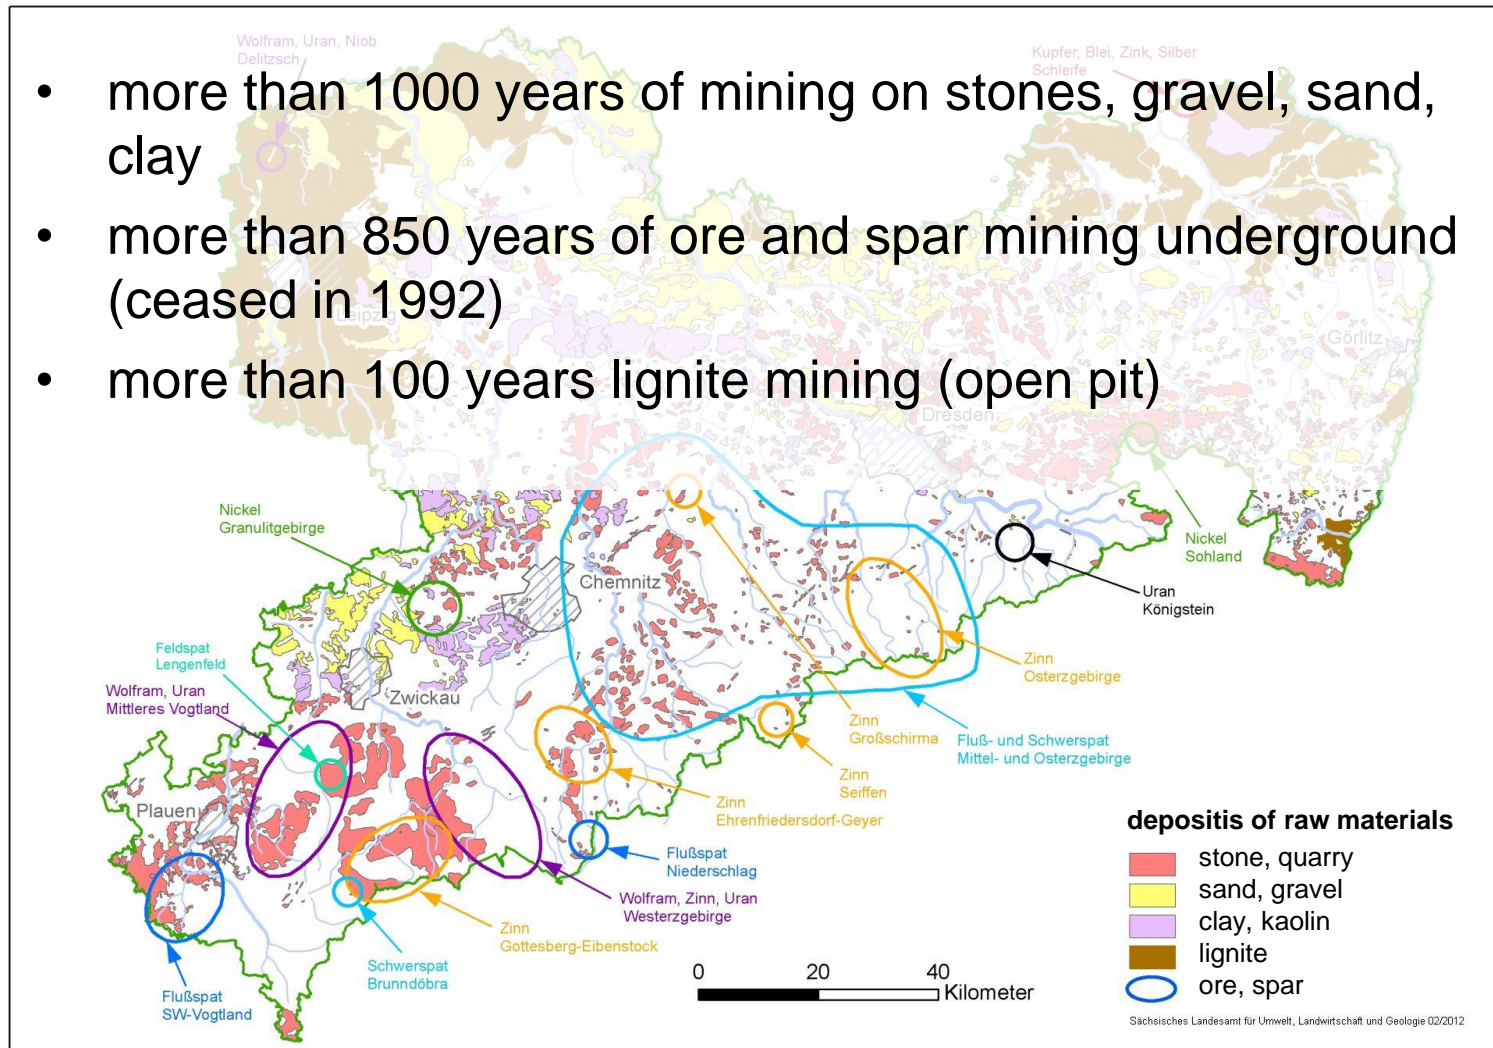 Wolfram, Uran, Niob
Delitzsch
Kupfer, Blei, Zink, Silber
Schleife
• more than 1000 years of mining on stones, gravel, sand,
clay
• more than 850 years of ore and spar mining underground
(ceased in 1992)
Leipzig
Görlitz
• more than 100 years lignite mining (open pit)
Dresden
Nickel
Granulitgebirge
Nickel
Sohland
Chemnitz
Uran
Königstein
Feldspat
Lengenfeld
Zinn
Osterzgebirge
Wolfram, Uran
Mittleres Vogtland
Zwickau
Zinn
Großschirma
Fluß- und Schwerspat
Mittel- und Osterzgebirge
Zinn
Seiffen
Plauen
Zinn
Ehrenfriedersdorf-Geyer
Flußspat
Niederschlag
Wolfram, Zinn, Uran
Westerzgebirge
Zinn
Gottesberg-Eibenstock
Schwerspat
Brunndöbra
Flußspat
SW-Vogtland
0 20 40
Kilometer
depositis of raw materials
stone, quarry
sand, gravel
clay, kaolin
lignite
ore, spar
Sächsisches Landesamt für Umwelt, Landwirtschaft und Geologie 02/2012